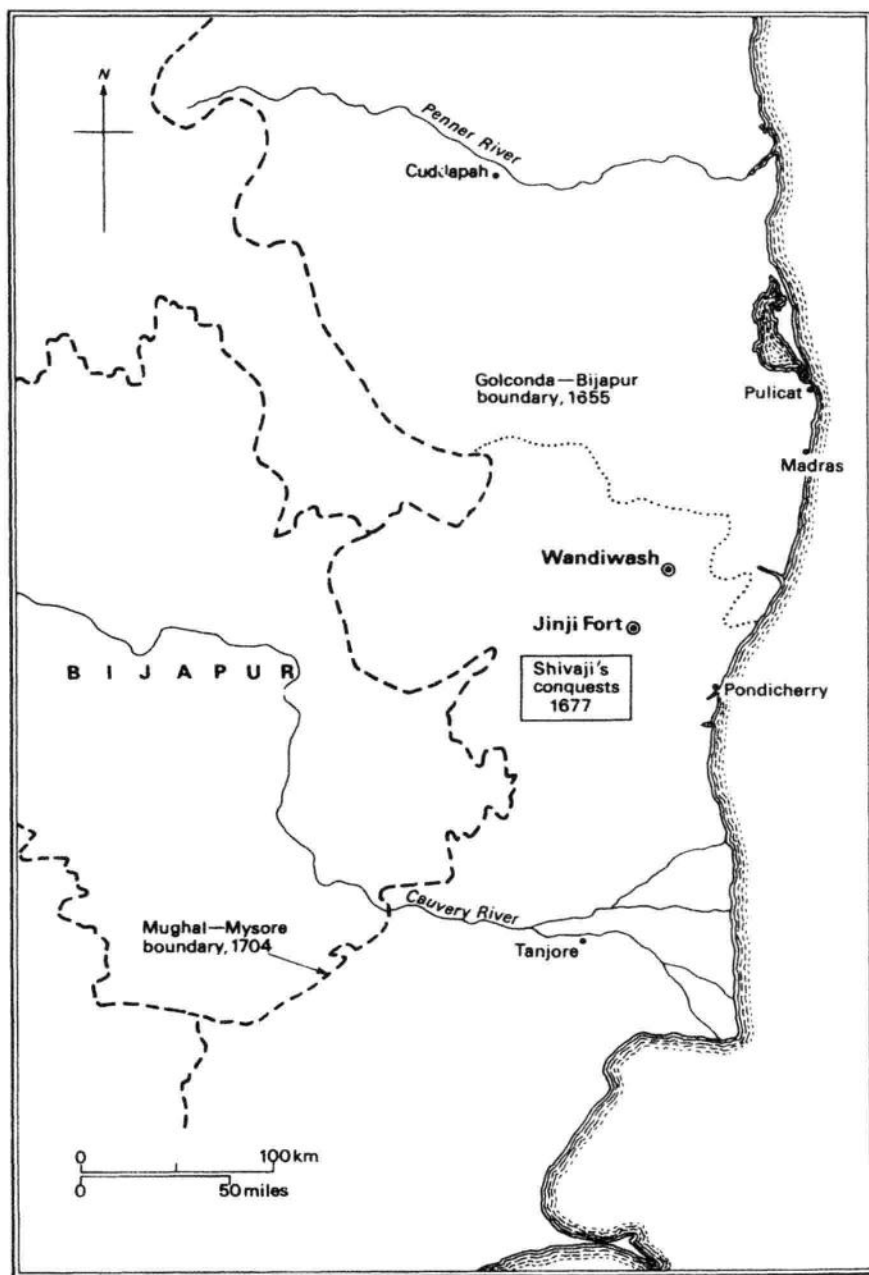 N
Penner River
Cuddapah
Golconda—Bijapur
boundary, 1655
Pulicat
Madras
Wandiwash
Jinji Fort
BIJAPUR
Shivaji's
conquests
1677
Pondicherry
Cauvery River
Mughal—Mysore
boundary, 1704
Tanjore
0 100 km
0 50 miles